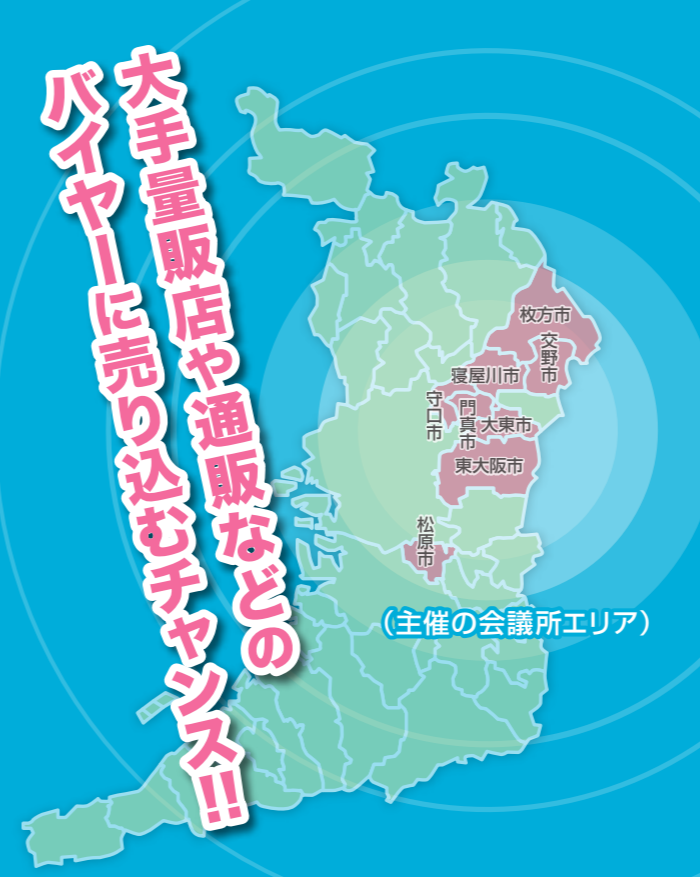 大手量販店や通販などの
バイヤーに売り込むチャンス!!
枚方市
交野市
寝屋川市
守口市
門真市
大東市
東大阪市
松原市
（主催の会議所エリア）